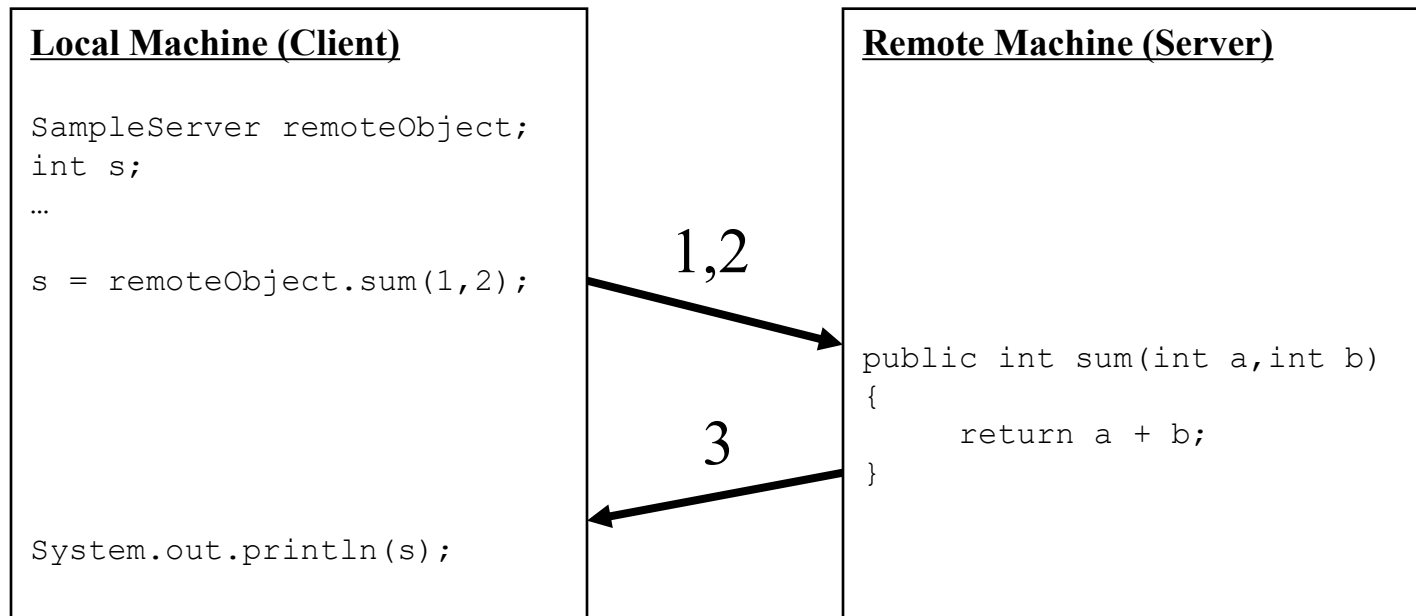 Local Machine (Client)
SampleServer remoteObject;
int s;
…
s = remoteObject.sum(1,2);
System.out.println(s);
1,2
3
Remote Machine (Server)
public int sum(int a,int b)
{
return a + b;
}